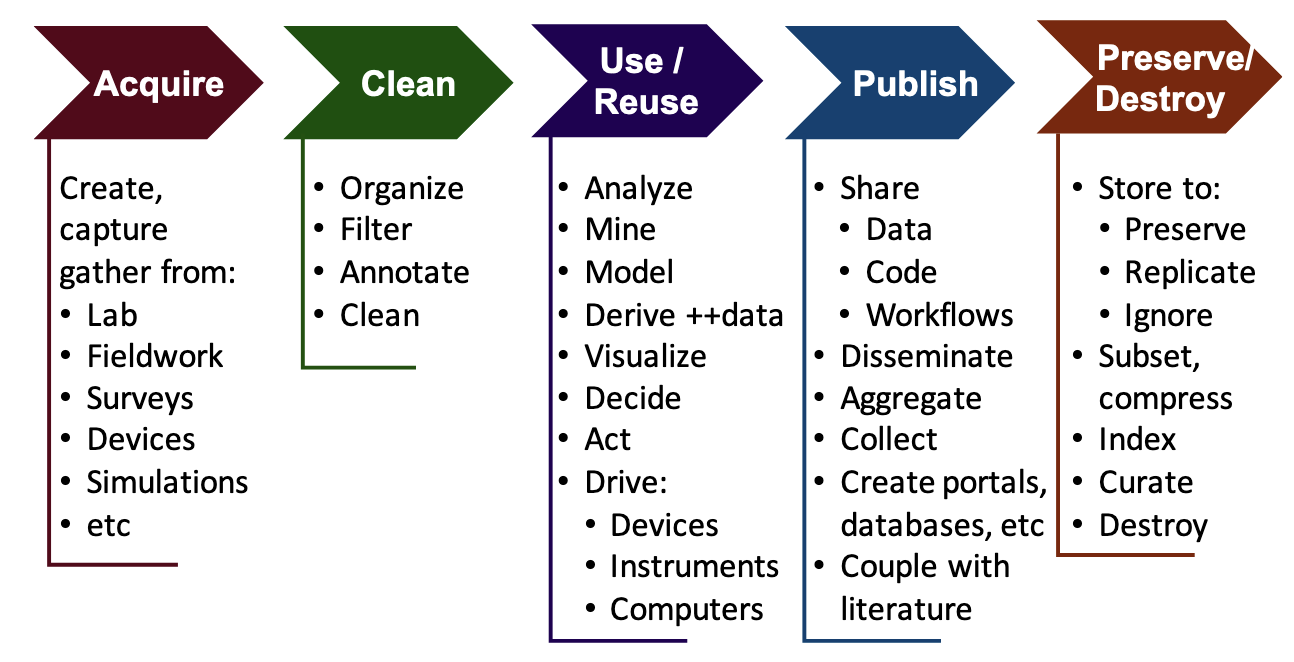 Acquire
Create,
capture
gather from:
• Lab
• Fieldwork
• Surveys
• Devices
• Simulations
• etc
Clean
• Organize
• Filter
• Annotate
• Clean
Use /
Reuse
• Analyze
• Mine
• Model
• Derive ++data
• Visualize
• Decide
• Act
• Drive:
• Devices
• Instruments
• Computers
Publish
• Share
• Data
• Code
• Workflows
• Disseminate
• Aggregate
• Collect
• Create portals,
databases, etc
• Couple with
literature
Preserve/
Destroy
• Store to:
• Preserve
• Replicate
• Ignore
• Subset,
compress
• Index
• Curate
• Destroy